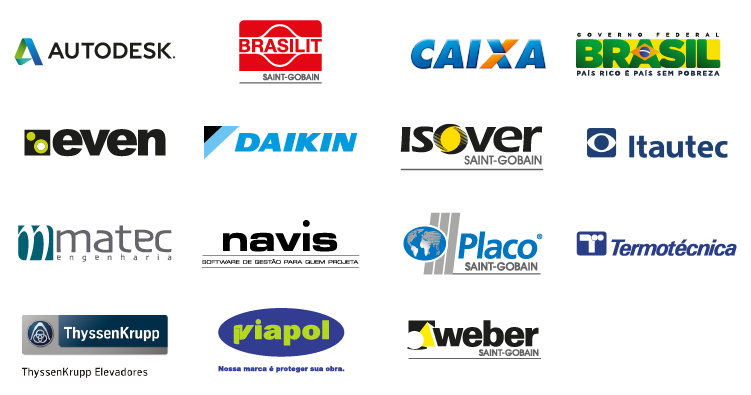 AUTODESK.
BRASILIT
SAINT-GOBAIN
CAIXA
GOVERNO FEDERAL
BRASIL
PAÍS RICO É PAÍS SEM POBREZA
even
DAIKIN
ISOVER
SAINT-GOBAIN
Itautec
matec
engenharia
navis
SOFTWARE DE GESTÃO PARA QUEM PROJETA
Placo®
SAINT-GOBAIN
Termotécnica
ThyssenKrupp
ThyssenKrupp Elevadores
viapol
Nossa marca é proteger sua obra.
weber
SAINT-GOBAIN